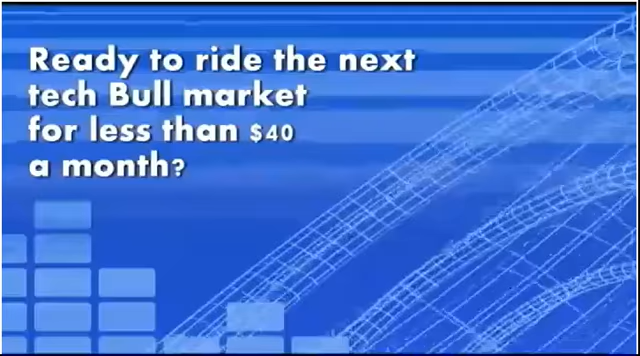 Ready to ride the next
tech Bull market
for less than $40
a month?